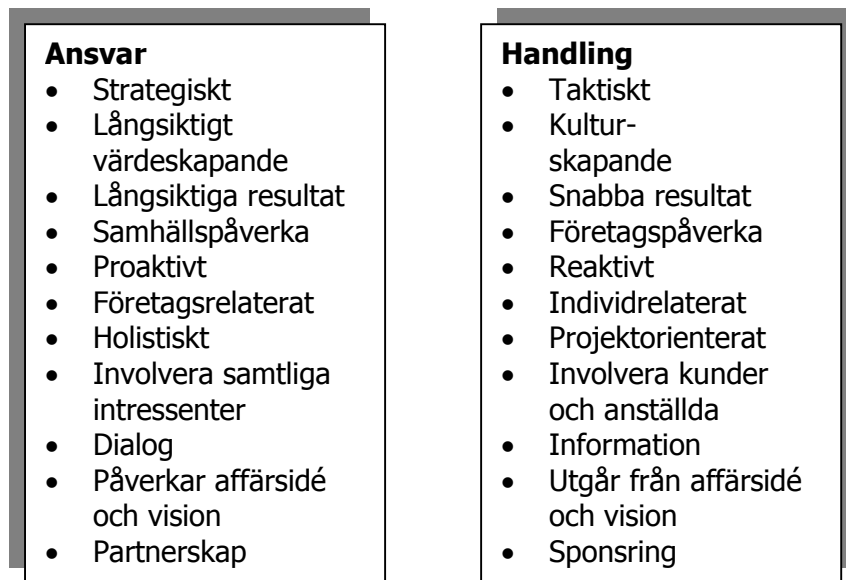 Ansvar
• Strategiskt
• Långsiktigt
värdeskapande
• Långsiktiga resultat
• Samhällspåverka
• Proaktivt
• Företagsrelaterat
• Holistiskt
• Involvera samtliga
intressenter
• Dialog
• Påverkar affärsidé
och vision
• Partnerskap
Handling
• Taktiskt
• Kultur-
skapande
• Snabba resultat
• Företagspåverka
• Reaktivt
• Individrelaterat
• Projektorienterat
• Involvera kunder
och anställda
• Information
• Utgår från affärsidé
och vision
• Sponsring